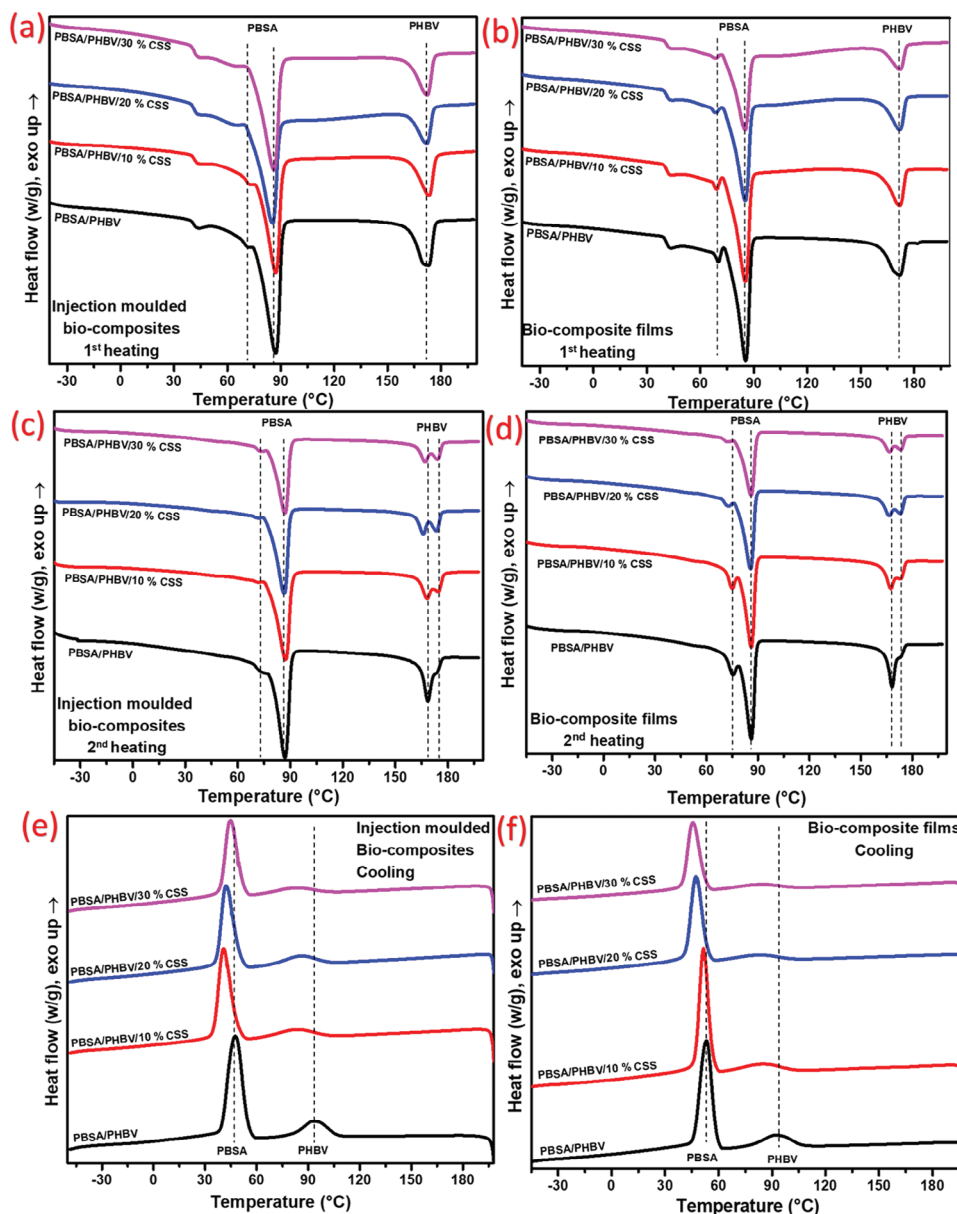 (a)
PBSA
PHBV
PBSA/PHBV/30 % CSS
PBSA/PHBV/20 % CSS
PBSA/PHBV/10 % CSS
PBSA/PHBV
Injection moulded
bio-composites
1st heating
Heat flow (w/g), exo up →
-30 0 30 60 90 120 150 180
Temperature (°C)
(b)
PBSA
PHBV
PBSA/PHBV/30 % CSS
PBSA/PHBV/20 % CSS
PBSA/PHBV/10 % CSS
PBSA/PHBV
Bio-composite films
1st heating
Heat flow (w/g), exo up →
-30 0 30 60 90 120 150 180
Temperature (°C)
(c)
PBSA
PHBV
PBSA/PHBV/30 % CSS
PBSA/PHBV/20 % CSS
PBSA/PHBV/10 % CSS
PBSA/PHBV
Injection moulded
bio-composites
2nd heating
Heat flow (w/g), exo up →
-30 0 30 60 90 120 150 180
Temperature (°C)
(d)
PBSA
PHBV
PBSA/PHBV/30 % CSS
PBSA/PHBV/20 % CSS
PBSA/PHBV/10 % CSS
PBSA/PHBV
Bio-composite films
2nd heating
Heat flow (w/g), exo up →
-30 0 30 60 90 120 150 180
Temperature (°C)
(e)
Injection moulded
Bio-composites
Cooling
PBSA/PHBV/30 % CSS
PBSA/PHBV/20 % CSS
PBSA/PHBV/10 % CSS
PBSA/PHBV
PBSA
PHBV
Heat flow (w/g), exo up →
-30 0 30 60 90 120 150 180
Temperature (°C)
(f)
Bio-composite films
Cooling
PBSA/PHBV/30 % CSS
PBSA/PHBV/20 % CSS
PBSA/PHBV/10 % CSS
PBSA/PHBV
PBSA
PHBV
Heat flow (w/g), exo up →
-30 0 30 60 90 120 150 180
Temperature (°C)